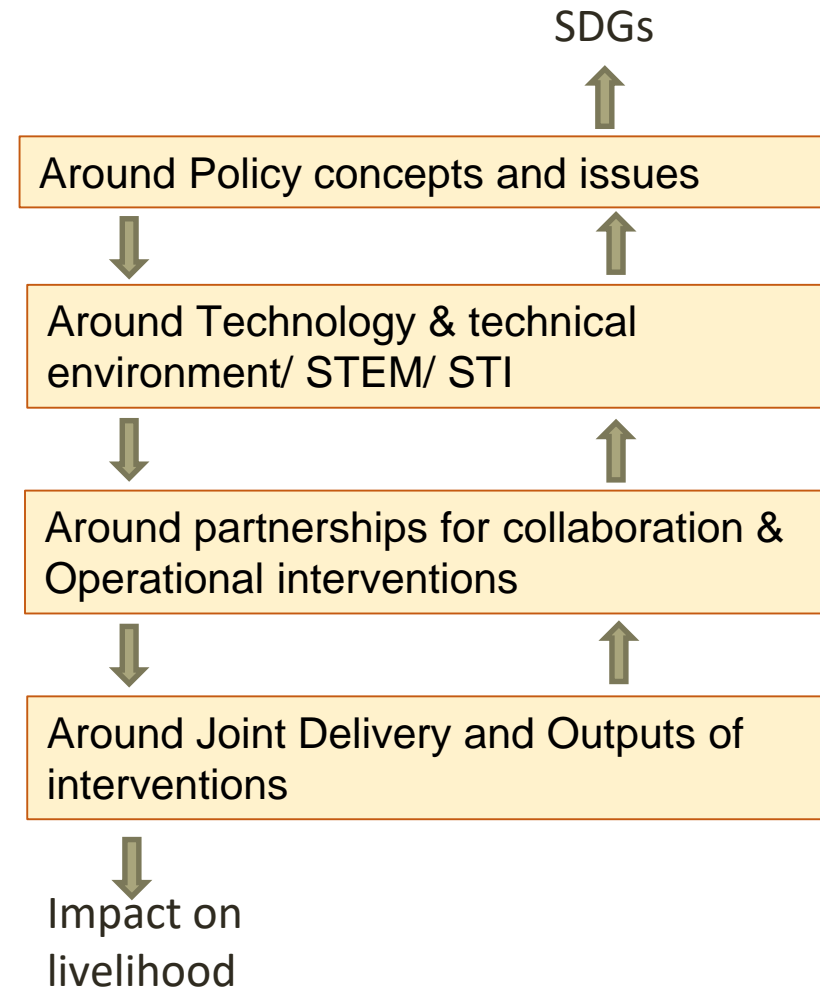 SDGs
Around Policy concepts and issues
Around Technology & technical
environment/ STEM/ STI
Around partnerships for collaboration &
Operational interventions
Around Joint Delivery and Outputs of
interventions
Impact on
livelihood